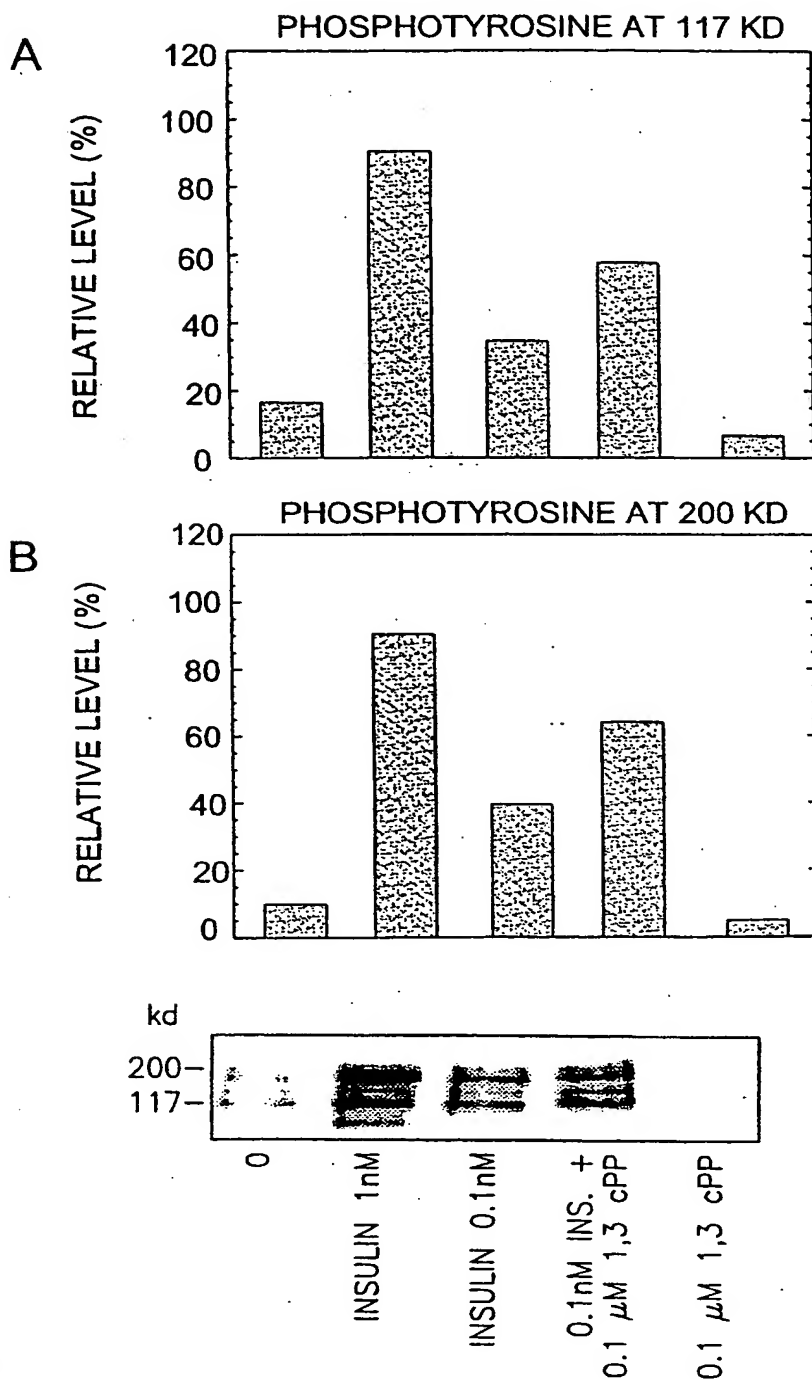 A
PHOSPHOTYROSINE AT 117 KD
RELATIVE LEVEL (%)
120
100
80
60
40
20
0
B
PHOSPHOTYROSINE AT 200 KD
RELATIVE LEVEL (%)
120
100
80
60
40
20
0
kd
200-
117-
0
INSULIN 1nM
INSULIN 0.1nM
0.1nM INS. +
0.1 μM 1,3 cPP
0.1 μM 1,3 cPP